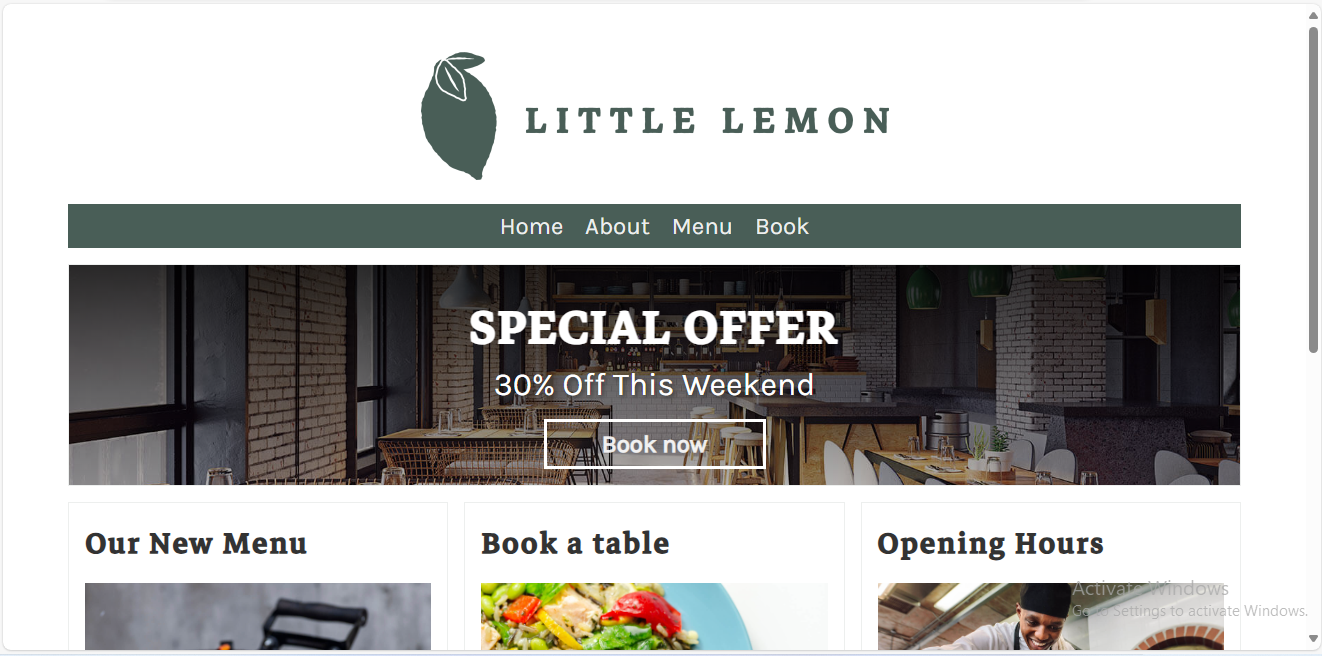 LITTLE LEMON
Home About Menu Book
SPECIAL OFFER
30% Off This Weekend
Book now
Our New Menu
Book a table
Opening Hours
Activate Windows
Go to Settings to activate Windows.